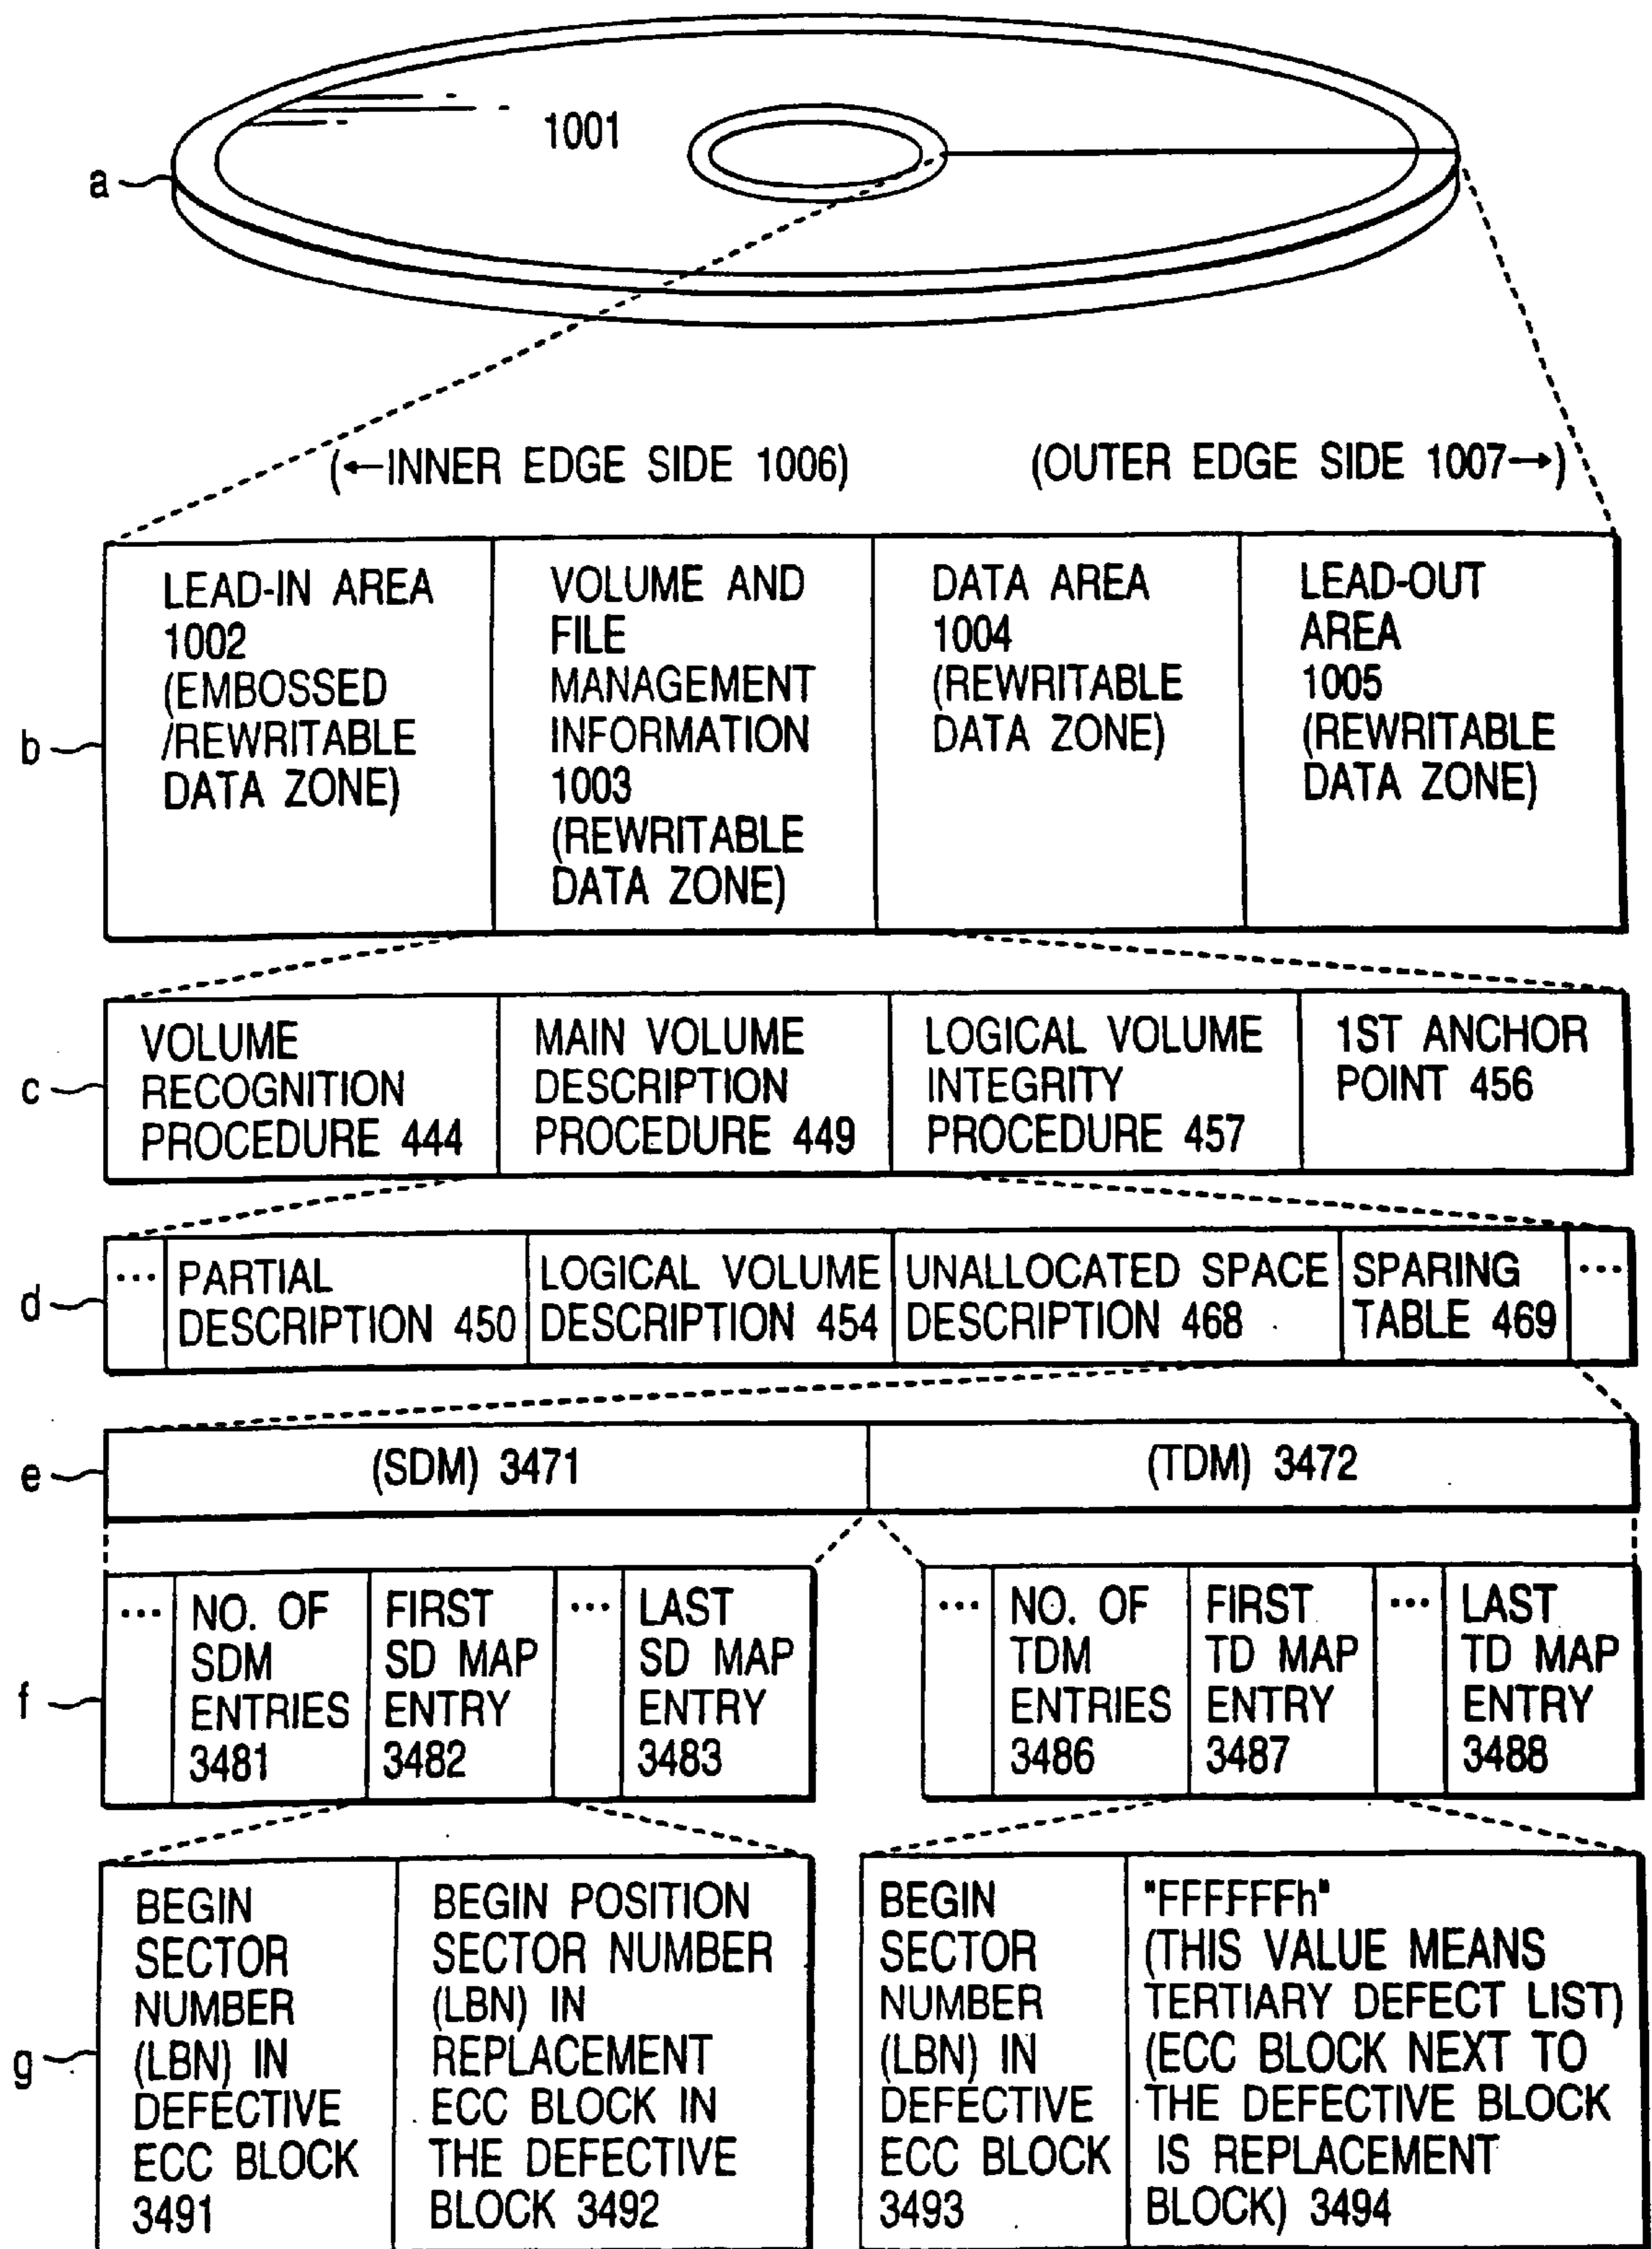 1001
a
(←INNER EDGE SIDE 1006)
(OUTER EDGE SIDE 1007→)
b
LEAD-IN AREA
1002
(EMBOSSED
/REWRITABLE
DATA ZONE)
VOLUME AND
FILE
MANAGEMENT
INFORMATION
1003
(REWRITABLE
DATA ZONE)
DATA AREA
1004
(REWRITABLE
DATA ZONE)
LEAD-OUT
AREA
1005
(REWRITABLE
DATA ZONE)
c
VOLUME
RECOGNITION
PROCEDURE 444
MAIN VOLUME
DESCRIPTION
PROCEDURE 449
LOGICAL VOLUME
INTEGRITY
PROCEDURE 457
1ST ANCHOR
POINT 456
d
...
PARTIAL
DESCRIPTION 450
LOGICAL VOLUME
DESCRIPTION 454
UNALLOCATED SPACE
DESCRIPTION 468
SPARING
TABLE 469
...
e
(SDM) 3471
(TDM) 3472
f
...
NO. OF
SDM
ENTRIES
3481
FIRST
SD MAP
ENTRY
3482
...
LAST
SD MAP
ENTRY
3483
...
NO. OF
TDM
ENTRIES
3486
FIRST
TD MAP
ENTRY
3487
...
LAST
TD MAP
ENTRY
3488
g
BEGIN
SECTOR
NUMBER
(LBN) IN
DEFECTIVE
ECC BLOCK
3491
BEGIN POSITION
SECTOR NUMBER
(LBN) IN
REPLACEMENT
ECC BLOCK IN
THE DEFECTIVE
BLOCK 3492
BEGIN
SECTOR
NUMBER
(LBN) IN
DEFECTIVE
ECC BLOCK
3493
"FFFFFFh"
(THIS VALUE MEANS
TERTIARY DEFECT LIST)
(ECC BLOCK NEXT TO
THE DEFECTIVE BLOCK
IS REPLACEMENT
BLOCK) 3494